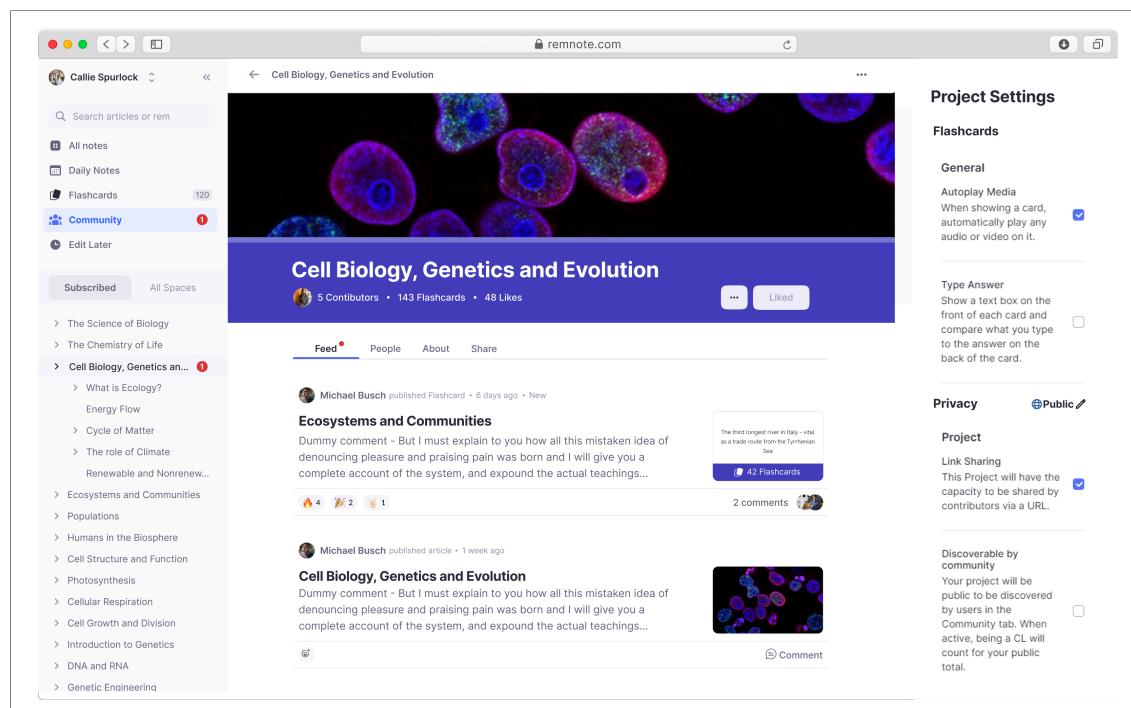 remnote.com
Callie Spurlock
Search articles or rem
All notes
Daily Notes
Flashcards 120
Community 1
Edit Later
Subscribed All Spaces
The Science of Biology
The Chemistry of Life
Cell Biology, Genetics an... 1
What is Ecology?
Energy Flow
Cycle of Matter
The role of Climate
Renewable and Nonrenew...
Ecosystems and Communities
Populations
Humans in the Biosphere
Cell Structure and Function
Photosynthesis
Cellular Respiration
Cell Growth and Division
Introduction to Genetics
DNA and RNA
Genetic Engineering
Cell Biology, Genetics and Evolution
Cell Biology, Genetics and Evolution
5 Contibutors • 143 Flashcards • 48 Likes
Liked
Feed People About Share
Michael Busch published Flashcard • 6 days ago • New
Ecosystems and Communities
Dummy comment - But I must explain to you how all this mistaken idea of
denouncing pleasure and praising pain was born and I will give you a
complete account of the system, and expound the actual teachings...
The third longest river in Italy - vital
as a trade route from the Tyrrhenian
Sea
42 Flashcards
4 2 1
2 comments
Michael Busch published article • 1 week ago
Cell Biology, Genetics and Evolution
Dummy comment - But I must explain to you how all this mistaken idea of
denouncing pleasure and praising pain was born and I will give you a
complete account of the system, and expound the actual teachings...
Comment
Project Settings
Flashcards
General
Autoplay Media
When showing a card,
automatically play any
audio or video on it.
Type Answer
Show a text box on the
front of each card and
compare what you type
to the answer on the
back of the card.
Privacy Public
Project
Link Sharing
This Project will have the
capacity to be shared by
contributors via a URL.
Discoverable by
community
Your project will be
public to be discovered
by users in the
Community tab. When
active, being a CL will
count for your public
total.